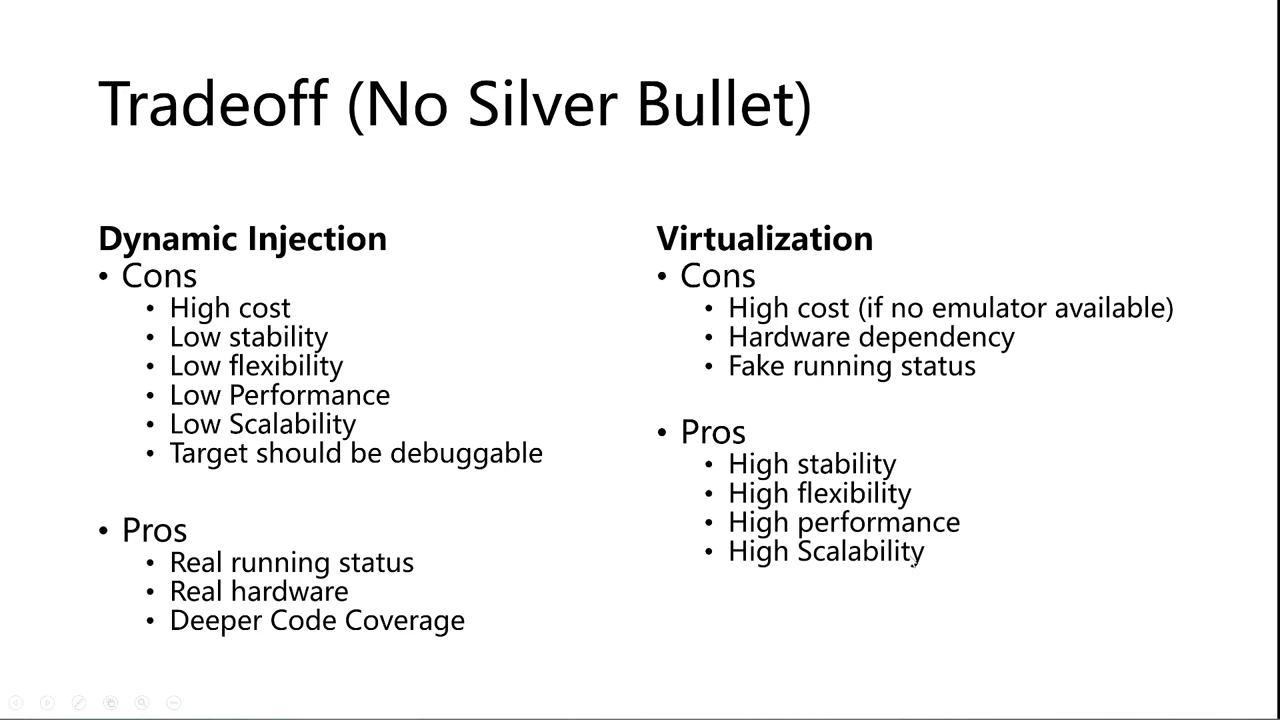 Tradeoff (No Silver Bullet)
Dynamic Injection
• Cons
• High cost
• Low stability
• Low flexibility
• Low Performance
• Low Scalability
• Target should be debuggable
• Pros
• Real running status
• Real hardware
• Deeper Code Coverage
Virtualization
• Cons
• High cost (if no emulator available)
• Hardware dependency
• Fake running status
• Pros
• High stability
• High flexibility
• High performance
• High Scalability